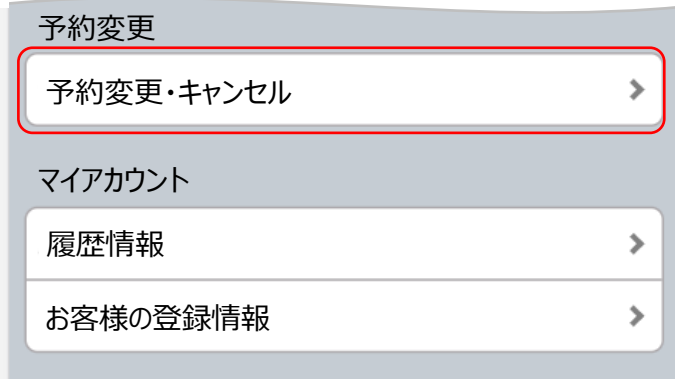 予約変更
予約変更・キャンセル
マイアカウント
履歴情報
お客様の登録情報